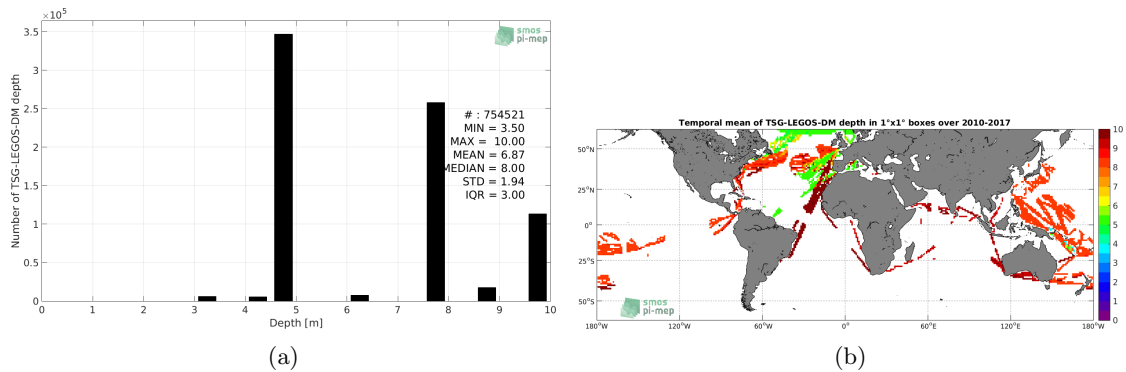 ×10⁵
3.5
3
2.5
2
1.5
1
0.5
0
Number of TSG-LEGOS-DM depth
smos
pi-mep
# : 754521
MIN = 3.50
MAX = 10.00
MEAN = 6.87
MEDIAN = 8.00
STD = 1.94
IQR = 3.00
0 1 2 3 4 5 6 7 8 9 10
Depth [m]
(a)
Temporal mean of TSG-LEGOS-DM depth in 1°x1° boxes over 2010-2017
50°N
25°N
0°
25°S
50°S
smos
pi-mep
180°W 120°W 60°W 0° 60°E 120°E 180°W
10
9
8
7
6
5
4
3
2
1
0
(b)